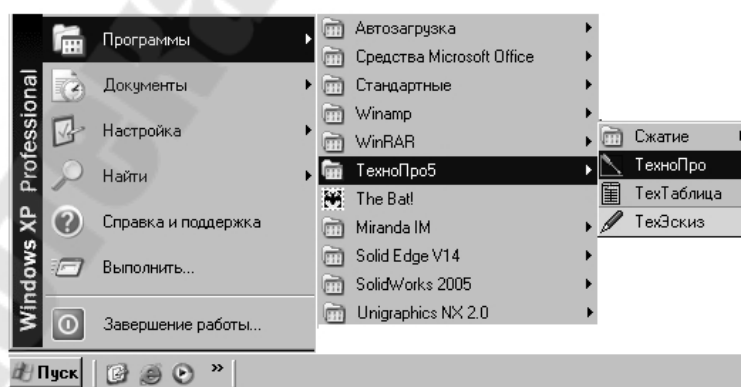 Windows XP Professional
Программы
Документы
Настройка
Найти
Справка и поддержка
Выполнить...
Завершение работы...
Автозагрузка
Средства Microsoft Office
Стандартные
Winamp
WinRAR
ТехноПро5
The Bat!
Miranda IM
Solid Edge V14
SolidWorks 2005
Unigraphics NX 2.0
Сжатие
ТехноПро
ТехТаблица
ТехЭскиз
Пуск
»